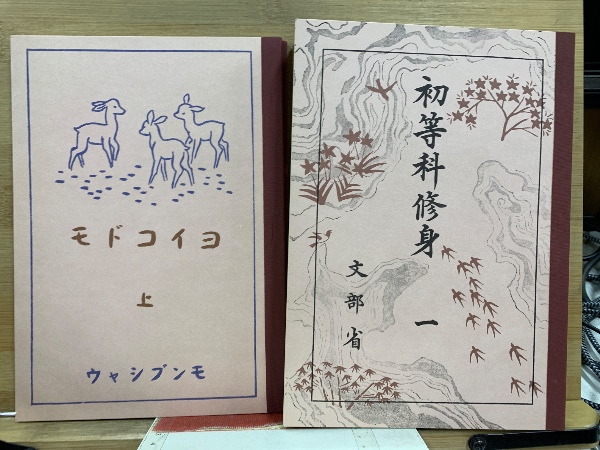 ヨイコドモ
上
モンブシャウ
初等科修身 一
文部省